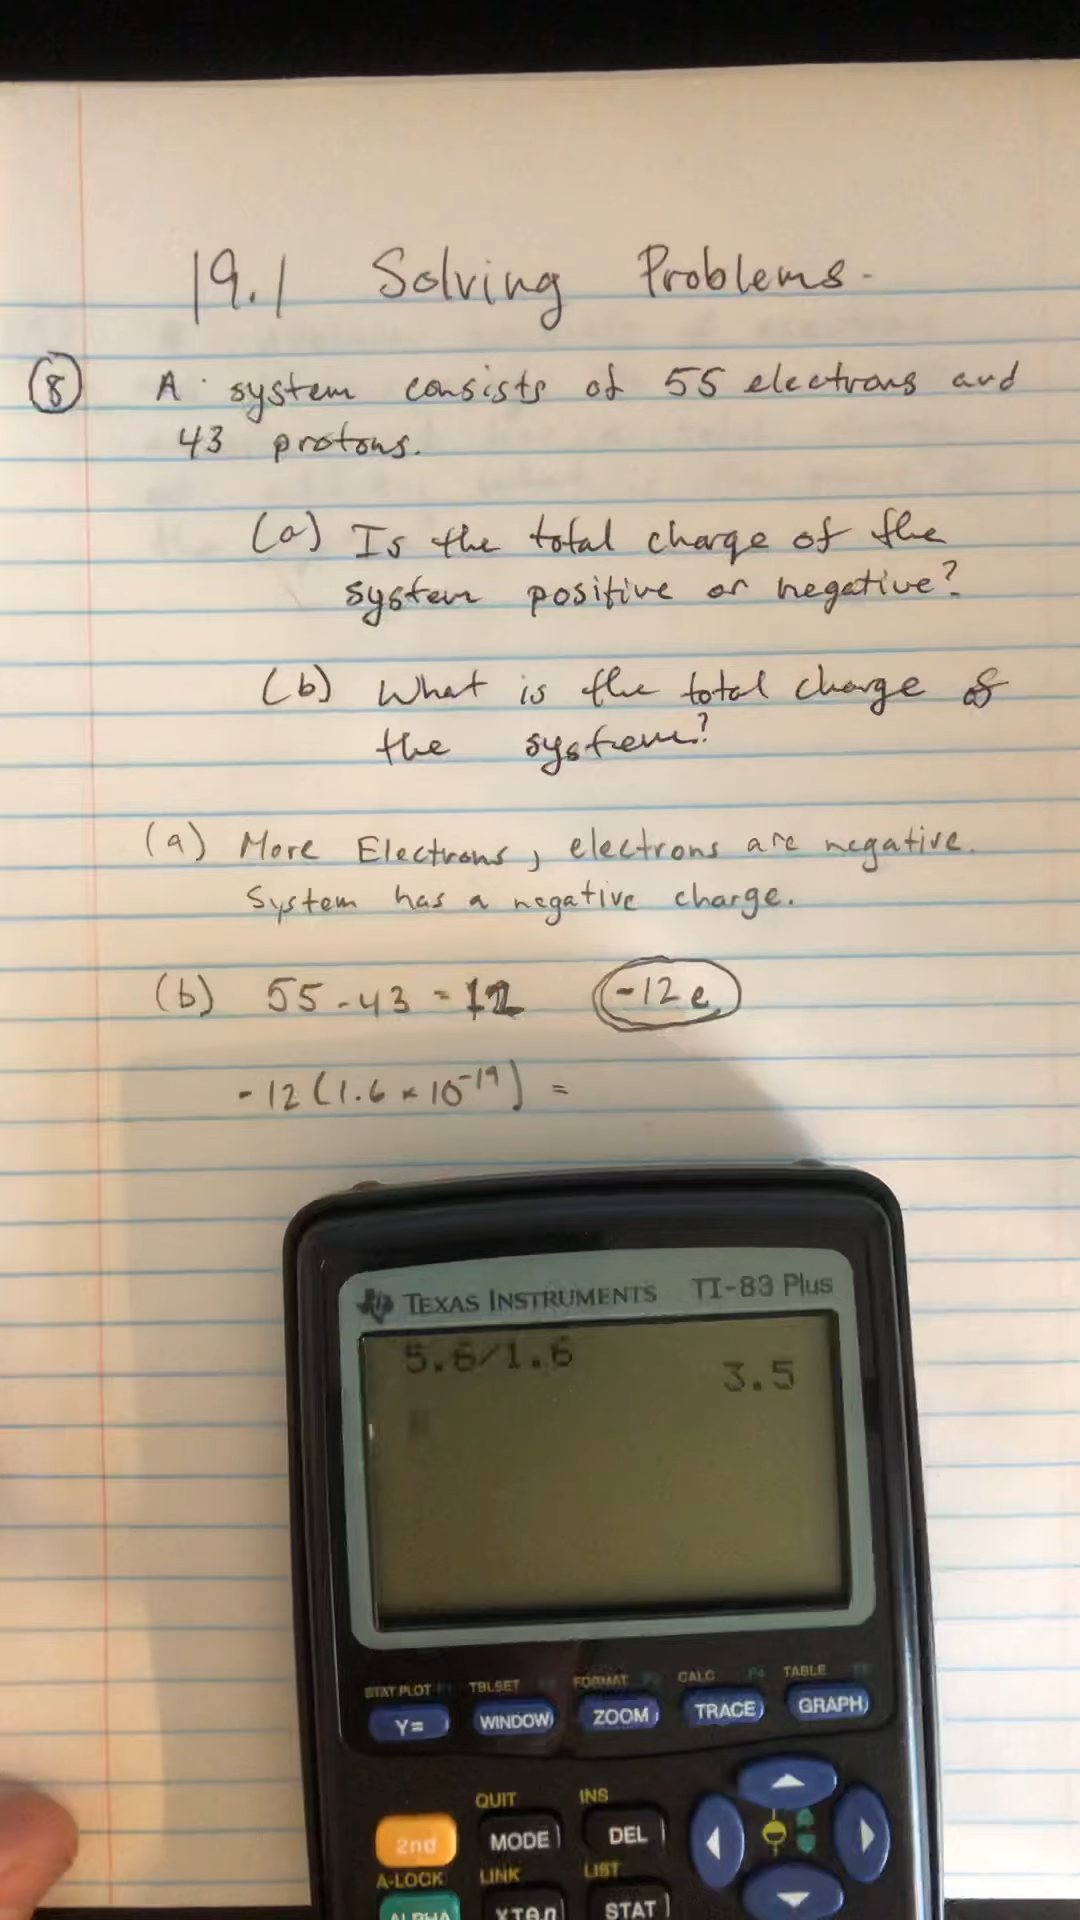 19.1 Solving Problems.
8 A system consists of 55 electrons and
43 protons.
(a) Is the total charge of the
system positive or negative?
(b) What is the total charge of
the system?
(a) More Electrons, electrons are negative.
System has a negative charge.
(b) 55-43 = 12 -12e
-12(1.6×10⁻¹⁹) =
TEXAS INSTRUMENTS TI-83 Plus
5.6/1.6
3.5
STAT PLOT F1 TBLSET FORMAT F3 CALC F4 TABLE
Y= WINDOW ZOOM TRACE GRAPH
QUIT INS
2nd MODE DEL
A-LOCK LINK LIST
ALPHA X,T,θ,n STAT